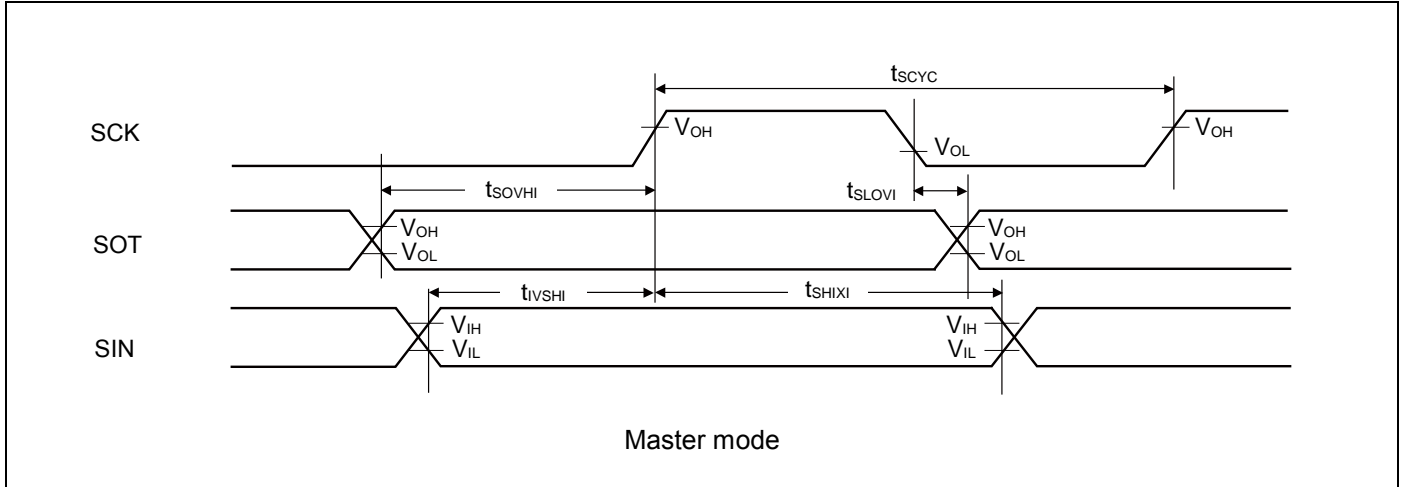 tSCYC
SCK
VOH
VOL
VOH
tSOVHI
tSLOVI
SOT
VOH
VOL
VOH
VOL
tIVSHI
tSHIXI
SIN
VIH
VIL
VIH
VIL
Master mode